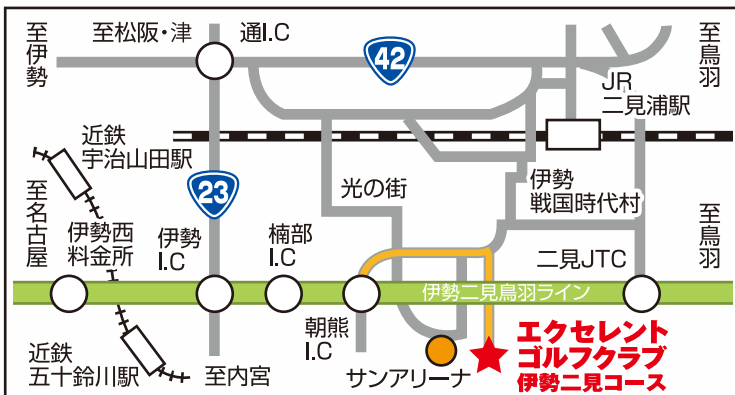 至伊勢
至松阪・津
通I.C
42
至鳥羽
JR
二見浦駅
近鉄
宇治山田駅
23
光の街
伊勢
戦国時代村
至名古屋
伊勢西
料金所
伊勢
I.C
楠部
I.C
二見JTC
至鳥羽
伊勢二見鳥羽ライン
朝熊
I.C
近鉄
五十鈴川駅
至内宮
サンアリーナ
エクセレント
ゴルフクラブ
伊勢二見コース